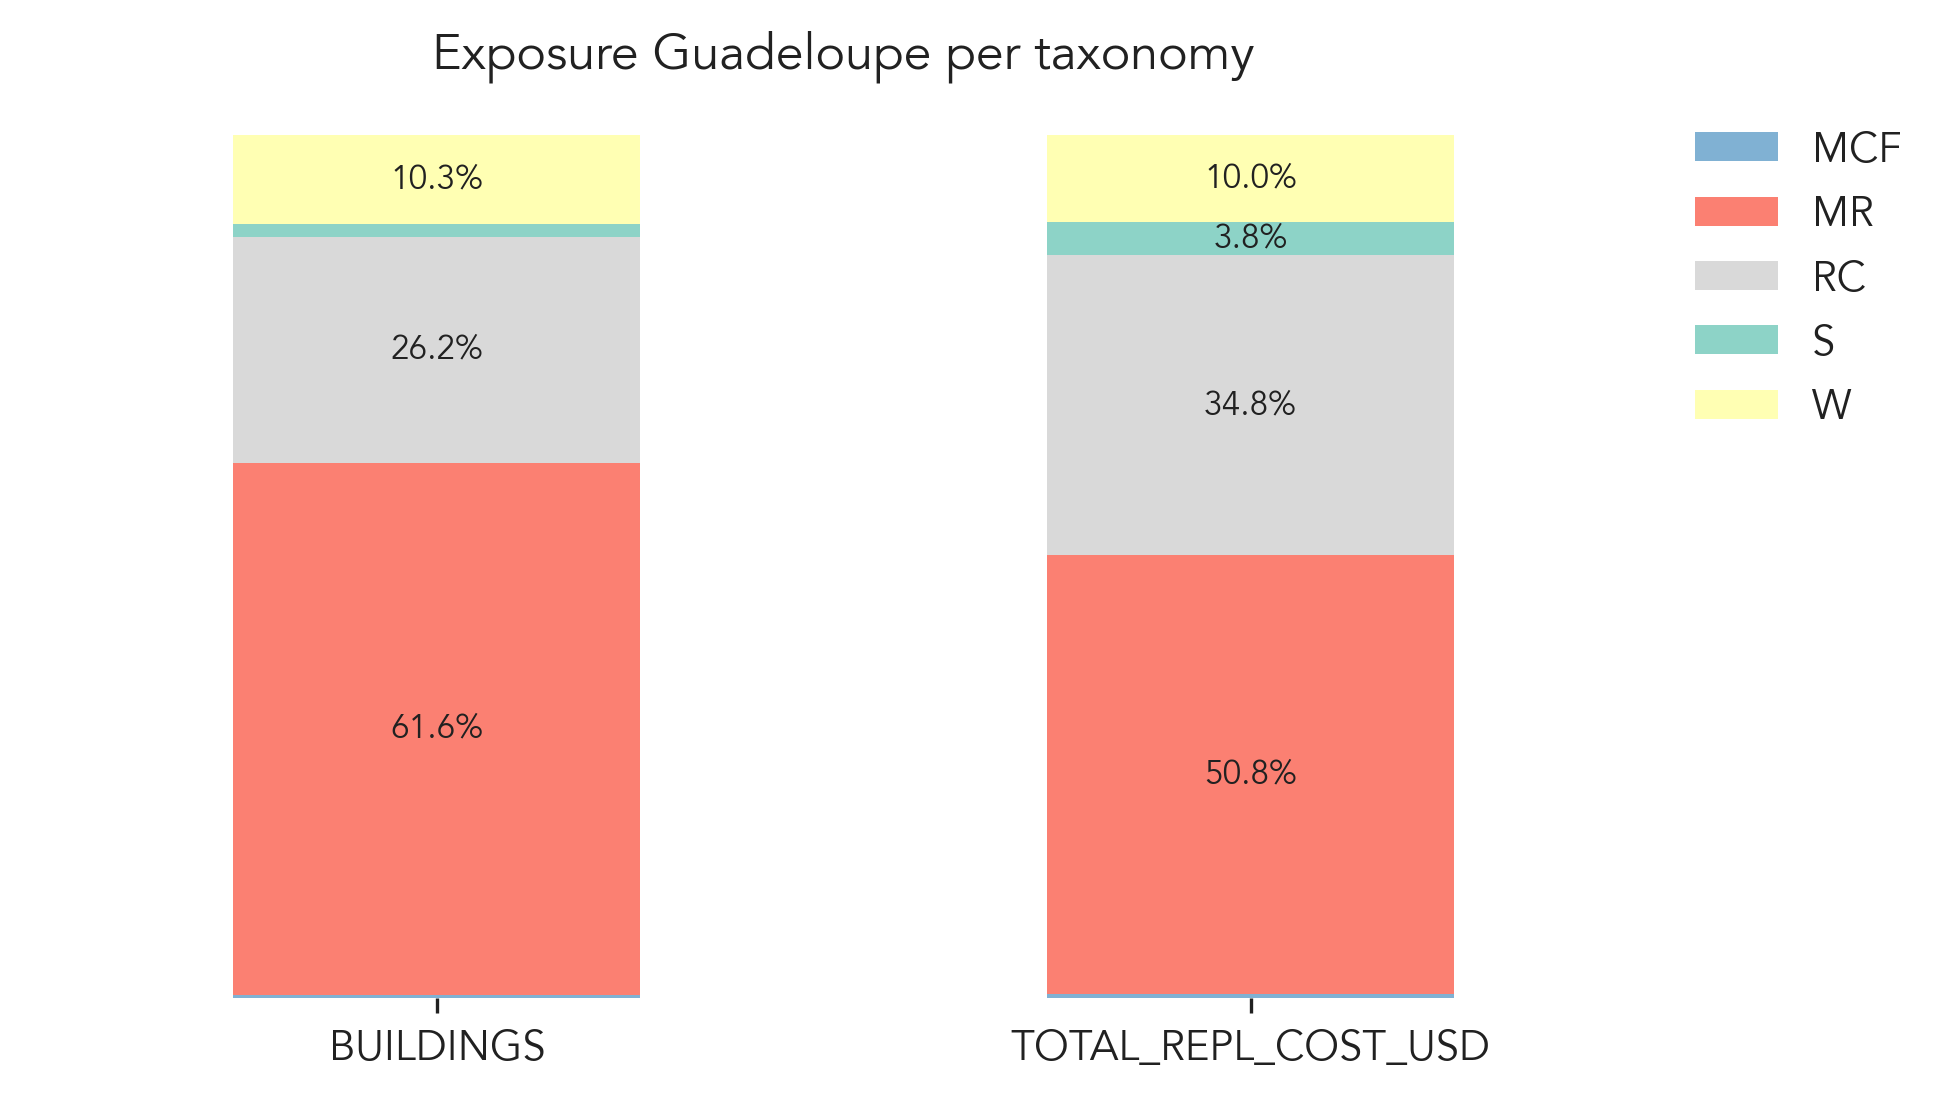 Exposure Guadeloupe per taxonomy
10.3%
26.2%
61.6%
BUILDINGS
10.0%
3.8%
34.8%
50.8%
TOTAL_REPL_COST_USD
MCF
MR
RC
S
W